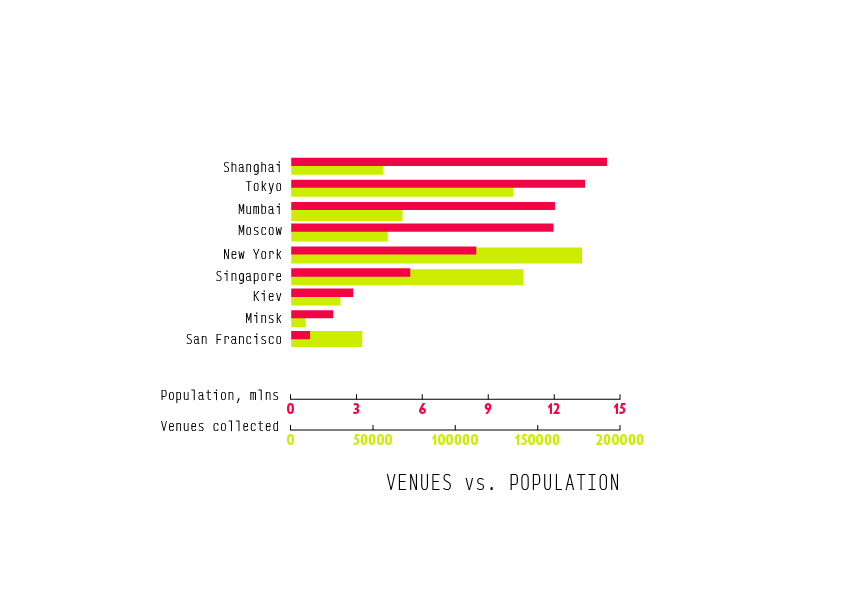 Shanghai
Tokyo
Mumbai
Moscow
New York
Singapore
Kiev
Minsk
San Francisco
Population, mlns
0 3 6 9 12 15
Venues collected
0 50000 100000 150000 200000
VENUES vs. POPULATION